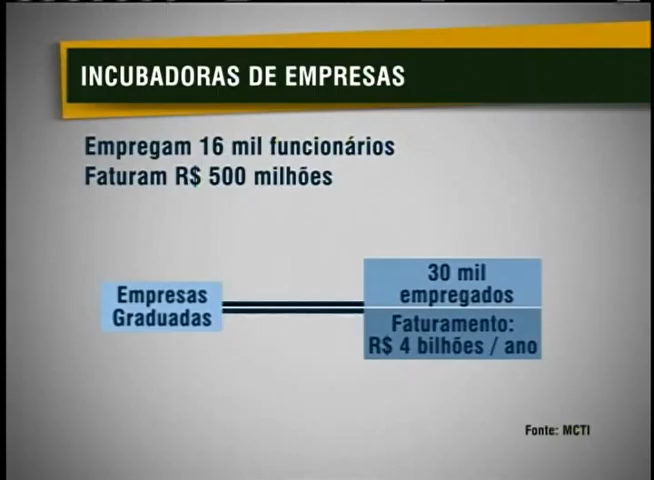 INCUBADORAS DE EMPRESAS
Empregam 16 mil funcionários
Faturam R$ 500 milhões
Empresas
Graduadas
30 mil
empregados
Faturamento:
R$ 4 bilhões / ano
Fonte: MCTI